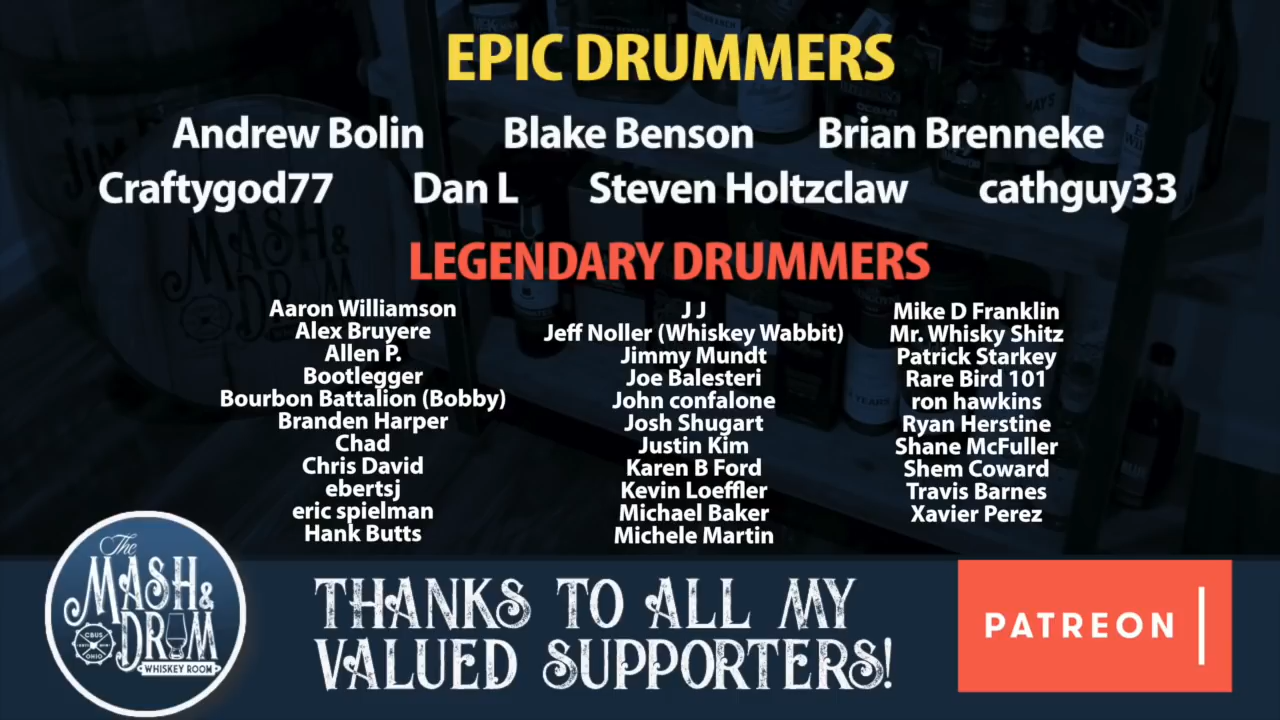 EPIC DRUMMERS
Andrew Bolin Blake Benson Brian Brenneke
Craftygod77 Dan L Steven Holtzclaw cathguy33
LEGENDARY DRUMMERS
Aaron Williamson
Alex Bruyere
Allen P.
Bootlegger
Bourbon Battalion (Bobby)
Branden Harper
Chad
Chris David
ebertsj
eric spielman
Hank Butts
J J
Jeff Noller (Whiskey Wabbit)
Jimmy Mundt
Joe Balesteri
John confalone
Josh Shugart
Justin Kim
Karen B Ford
Kevin Loeffler
Michael Baker
Michele Martin
Mike D Franklin
Mr. Whisky Shitz
Patrick Starkey
Rare Bird 101
ron hawkins
Ryan Herstine
Shane McFuller
Shem Coward
Travis Barnes
Xavier Perez
The
MASH &
DRUM
CBUS
OHIO
WHISKEY ROOM
THANKS TO ALL MY
VALUED SUPPORTERS!
PATREON
MASH &
DRUM